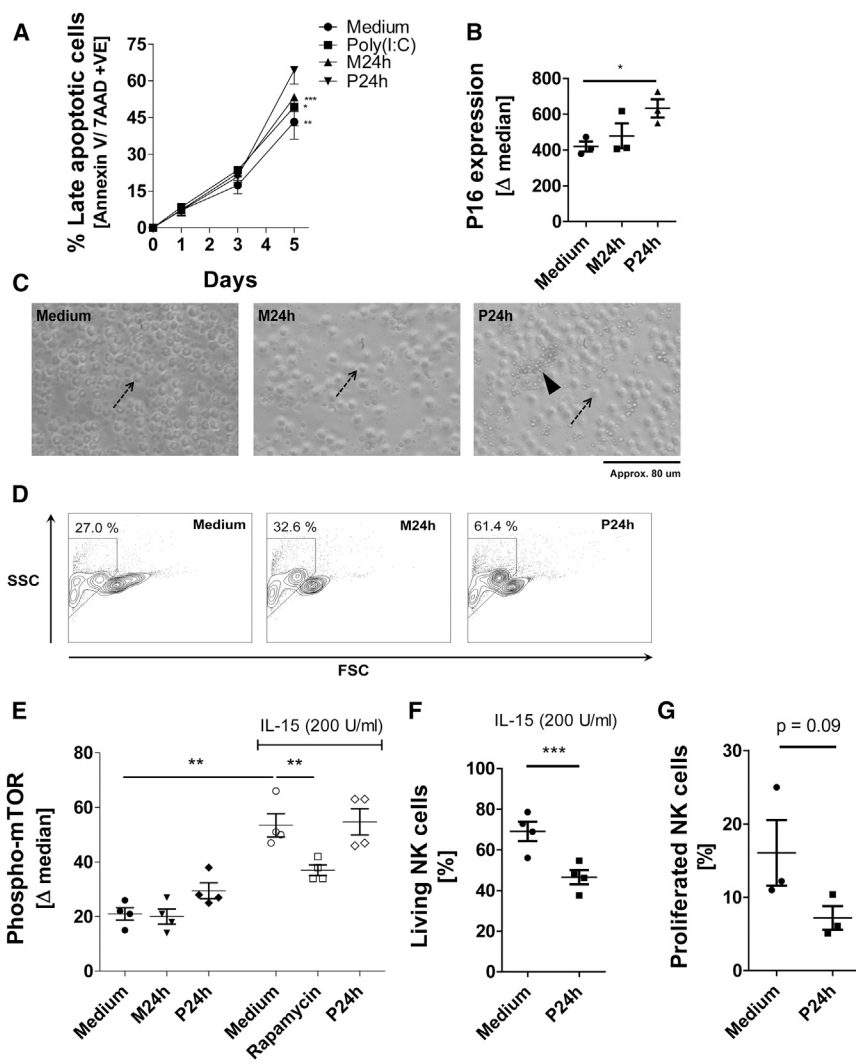 A
% Late apoptotic cells
[Annexin V/ 7AAD +VE]
75
60
45
30
15
0
0 1 2 3 4 5
Days
Medium
Poly(I:C)
M24h
P24h
***
*
**
B
P16 expression
[Δ median]
800
600
400
200
0
*
Medium
M24h
P24h
C
Medium
M24h
P24h
Approx. 80 um
D
SSC
27.0 %
Medium
32.6 %
M24h
61.4 %
P24h
FSC
E
IL-15 (200 U/ml)
Phospho-mTOR
[Δ median]
80
60
40
20
0
**
**
Medium
M24h
P24h
Medium
Rapamycin
P24h
F
IL-15 (200 U/ml)
***
Living NK cells
[%]
100
80
60
40
20
0
Medium
P24h
G
p = 0.09
Proliferated NK cells
[%]
30
20
10
0
Medium
P24h